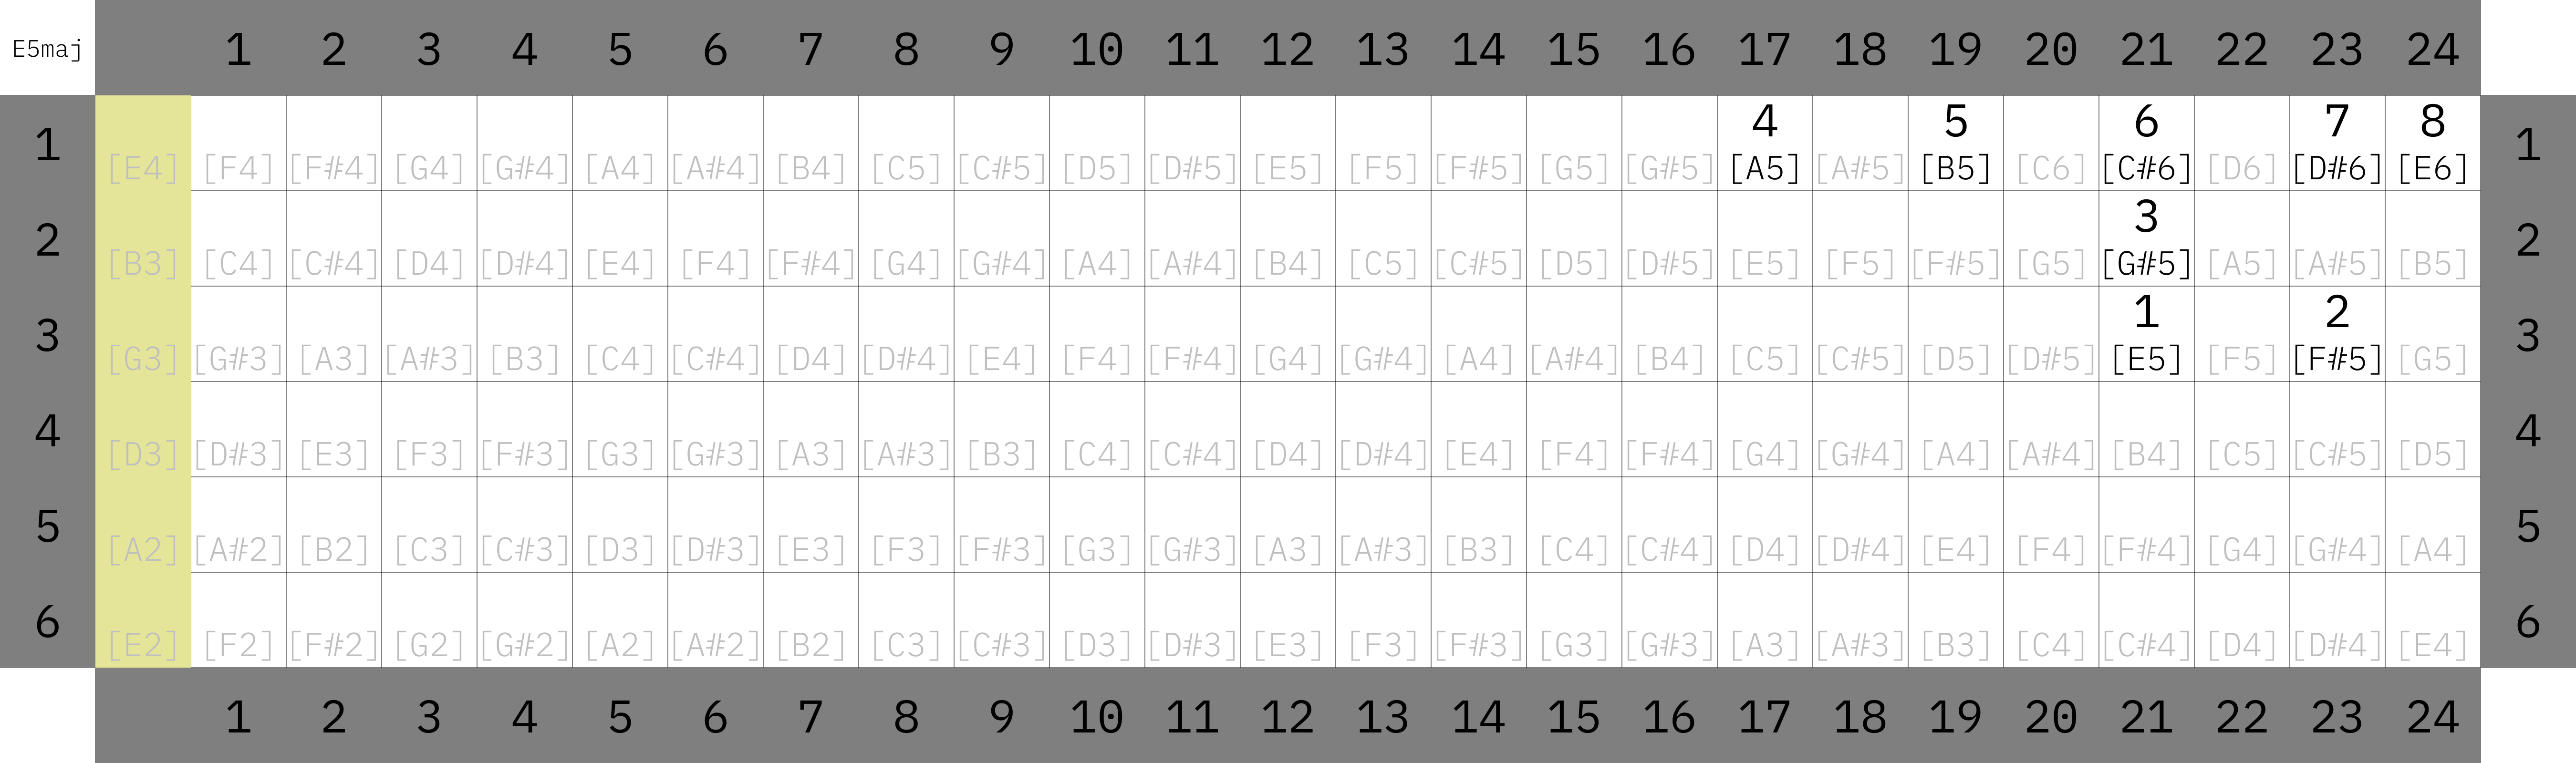 E5maj 1 2 3 4 5 6 7 8 9 10 11 12 13 14 15 16 17 18 19 20 21 22 23 24
4 5 6 7 8
1 1
[E4] [F4] [F#4] [G4] [G#4] [A4] [A#4] [B4] [C5] [C#5] [D5] [D#5] [E5] [F5] [F#5] [G5] [G#5] [A5] [A#5] [B5] [C6] [C#6] [D6] [D#6] [E6]
3
2 2
[B3] [C4] [C#4] [D4] [D#4] [E4] [F4] [F#4] [G4] [G#4] [A4] [A#4] [B4] [C5] [C#5] [D5] [D#5] [E5] [F5] [F#5] [G5] [G#5] [A5] [A#5] [B5]
1 2
3 3
[G3] [G#3] [A3] [A#3] [B3] [C4] [C#4] [D4] [D#4] [E4] [F4] [F#4] [G4] [G#4] [A4] [A#4] [B4] [C5] [C#5] [D5] [D#5] [E5] [F5] [F#5] [G5]
4 4
[D3] [D#3] [E3] [F3] [F#3] [G3] [G#3] [A3] [A#3] [B3] [C4] [C#4] [D4] [D#4] [E4] [F4] [F#4] [G4] [G#4] [A4] [A#4] [B4] [C5] [C#5] [D5]
5 5
[A2] [A#2] [B2] [C3] [C#3] [D3] [D#3] [E3] [F3] [F#3] [G3] [G#3] [A3] [A#3] [B3] [C4] [C#4] [D4] [D#4] [E4] [F4] [F#4] [G4] [G#4] [A4]
6 6
[E2] [F2] [F#2] [G2] [G#2] [A2] [A#2] [B2] [C3] [C#3] [D3] [D#3] [E3] [F3] [F#3] [G3] [G#3] [A3] [A#3] [B3] [C4] [C#4] [D4] [D#4] [E4]
1 2 3 4 5 6 7 8 9 10 11 12 13 14 15 16 17 18 19 20 21 22 23 24